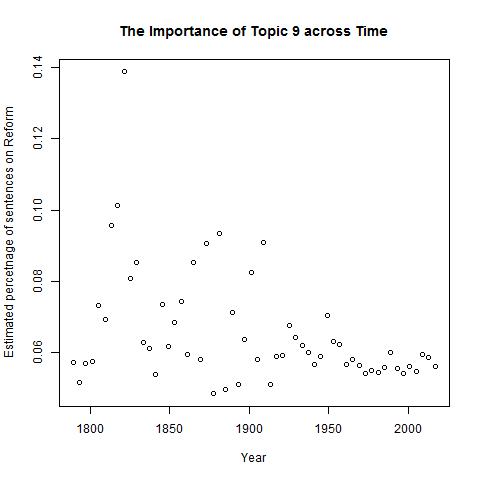 The Importance of Topic 9 across Time
Estimated percetnage of sentences on Reform
0.14
0.12
0.10
0.08
0.06
1800 1850 1900 1950 2000
Year